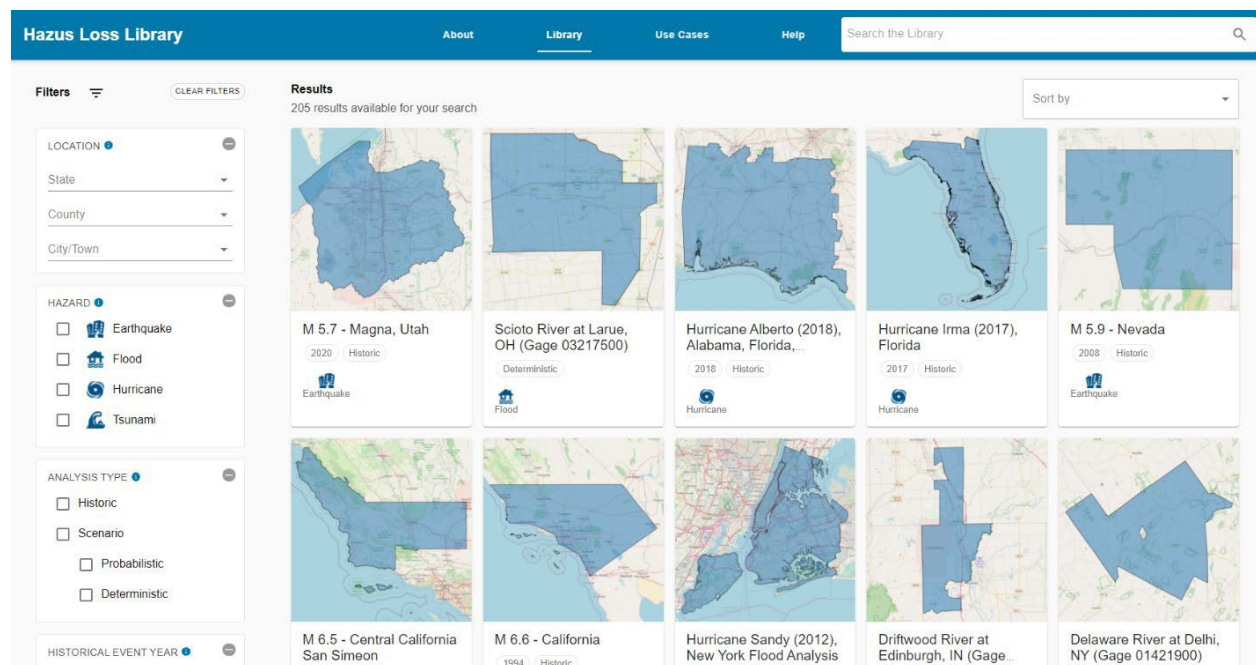 Hazus Loss Library
About
Library
Use Cases
Help
Search the Library
Filters
CLEAR FILTERS
LOCATION
State
County
City/Town
HAZARD
Earthquake
Flood
Hurricane
Tsunami
ANALYSIS TYPE
Historic
Scenario
Probabilistic
Deterministic
HISTORICAL EVENT YEAR
Results
205 results available for your search
Sort by
M 5.7 - Magna, Utah
2020
Historic
Earthquake
Scioto River at Larue,
OH (Gage 03217500)
Deterministic
Flood
Hurricane Alberto (2018),
Alabama, Florida,...
2018
Historic
Hurricane
Hurricane Irma (2017),
Florida
2017
Historic
Hurricane
M 5.9 - Nevada
2008
Historic
Earthquake
M 6.5 - Central California
San Simeon
M 6.6 - California
1994
Historic
Hurricane Sandy (2012),
New York Flood Analysis
Driftwood River at
Edinburgh, IN (Gage...
Delaware River at Delhi,
NY (Gage 01421900)